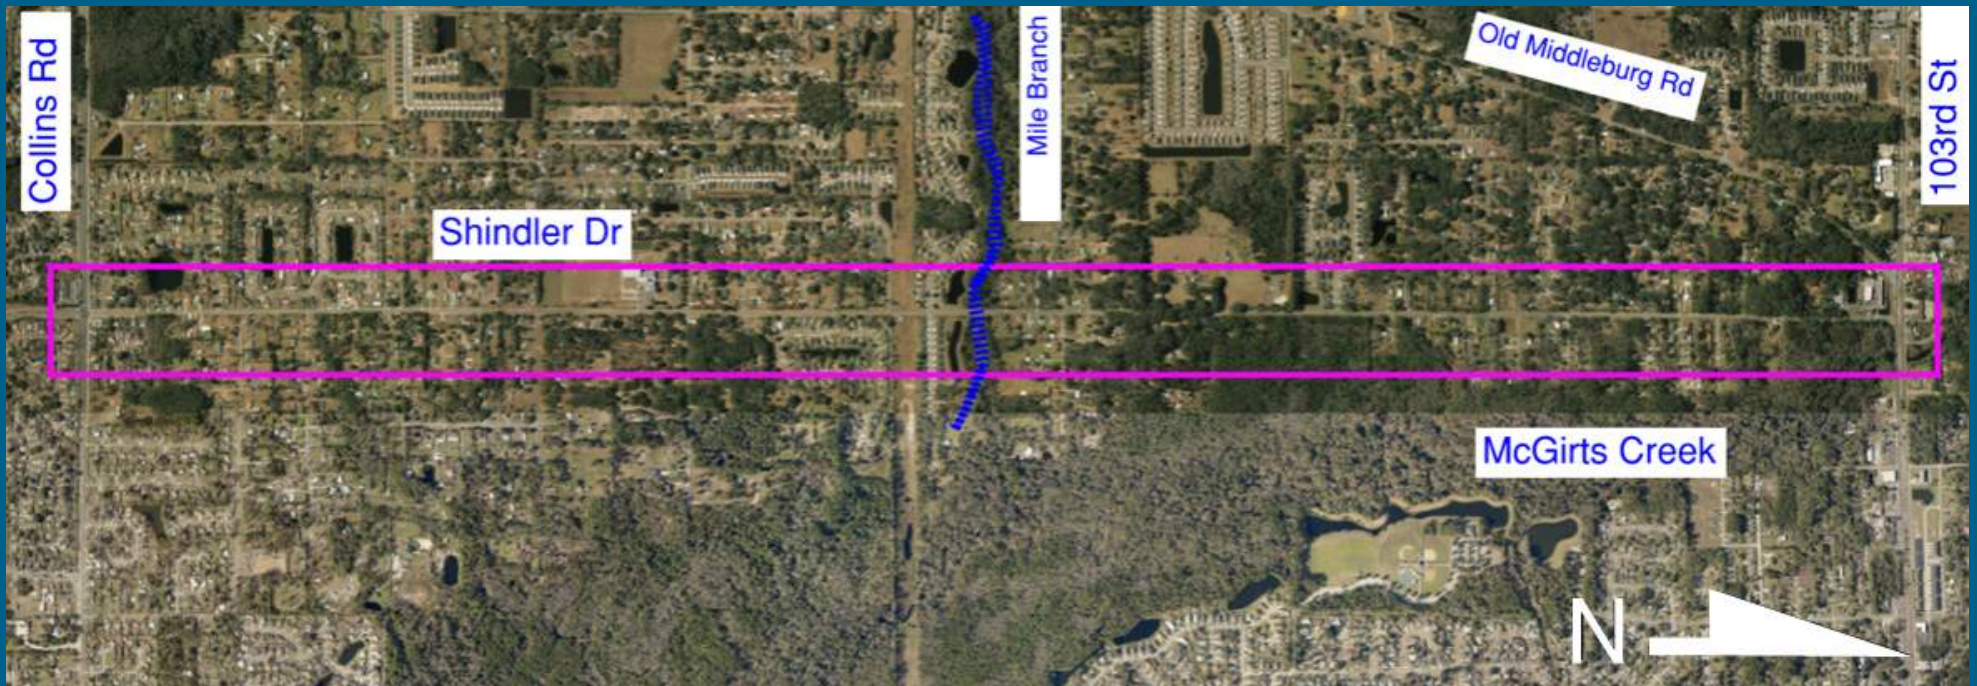 Collins Rd
Shindler Dr
Mile Branch
Old Middleburg Rd
103rd St
McGirts Creek
N